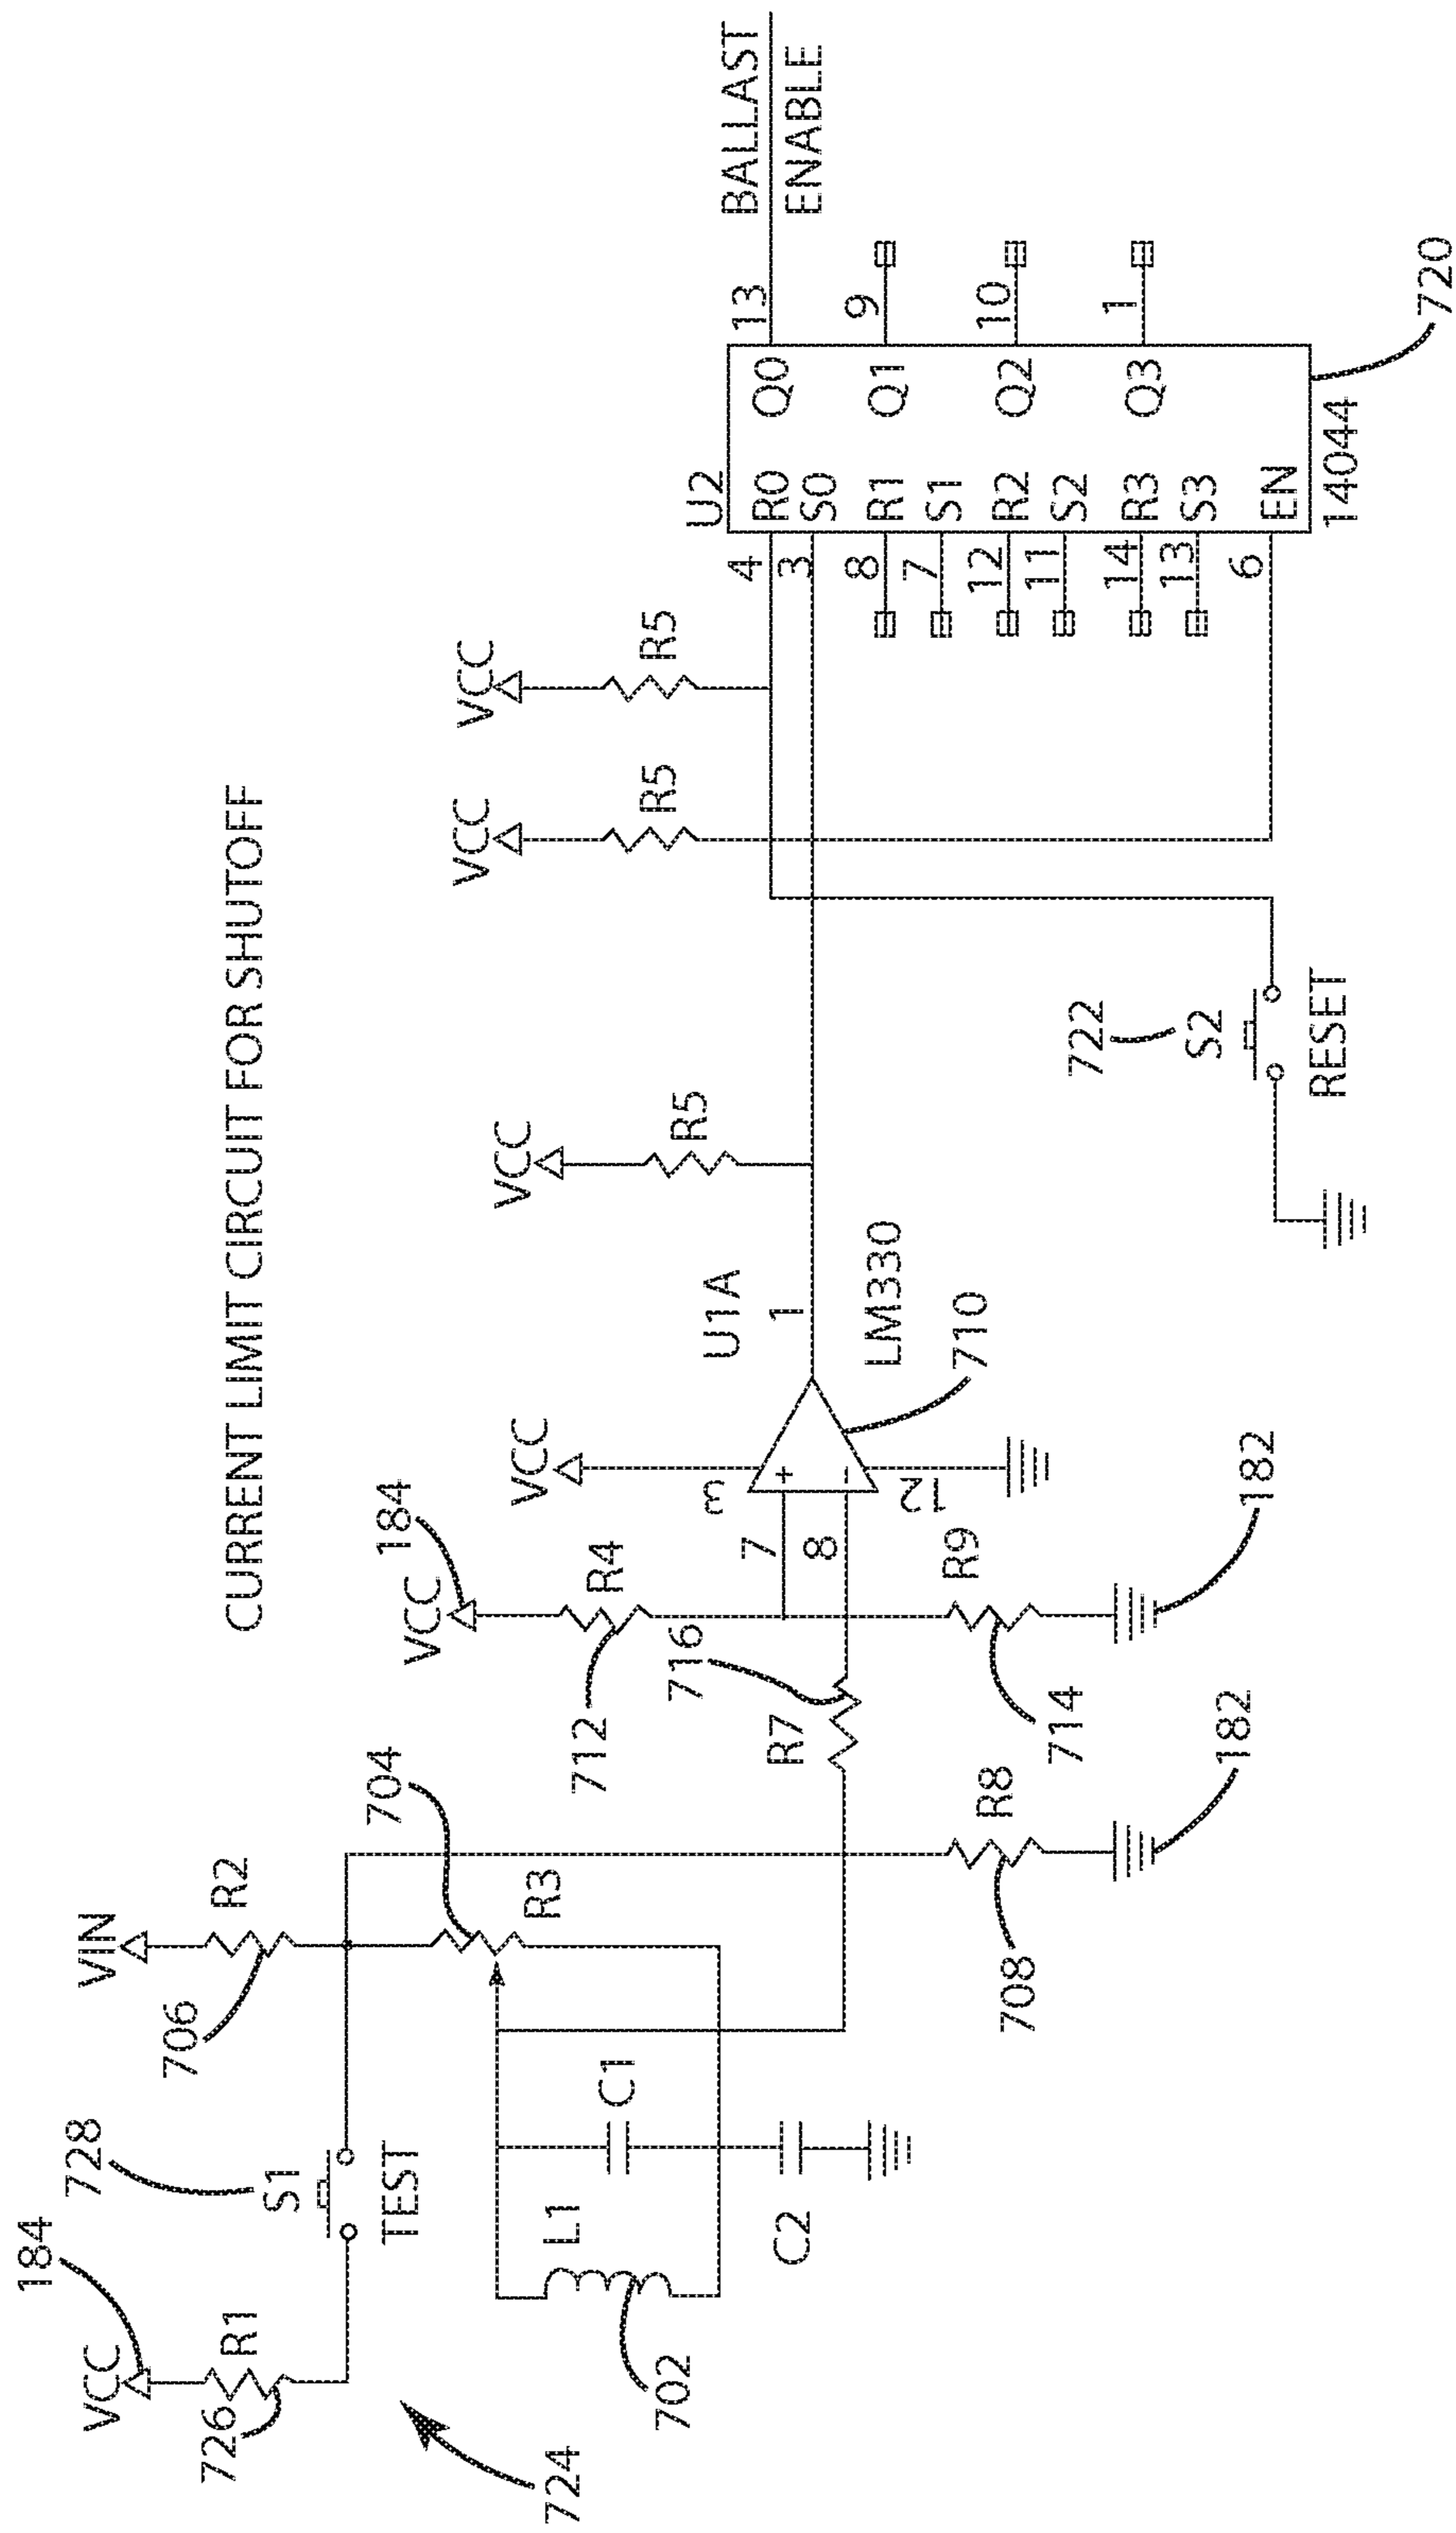 CURRENT LIMIT CIRCUIT FOR SHUTOFF
184
VCC
R1
726
724
728
S1
TEST
VIN
R2
706
704
R3
L1
702
C1
C2
R8
708
182
184
VCC
R4
712
716
R7
R9
714
182
VCC
3
7
8
12
U1A
1
LM330
710
VCC
R5
722
S2
RESET
VCC
R5
VCC
R5
U2
4
R0
3
S0
8
R1
7
S1
12
R2
11
S2
14
R3
13
S3
6
EN
14044
720
Q0
13
Q1
9
Q2
10
Q3
1
BALLAST
ENABLE